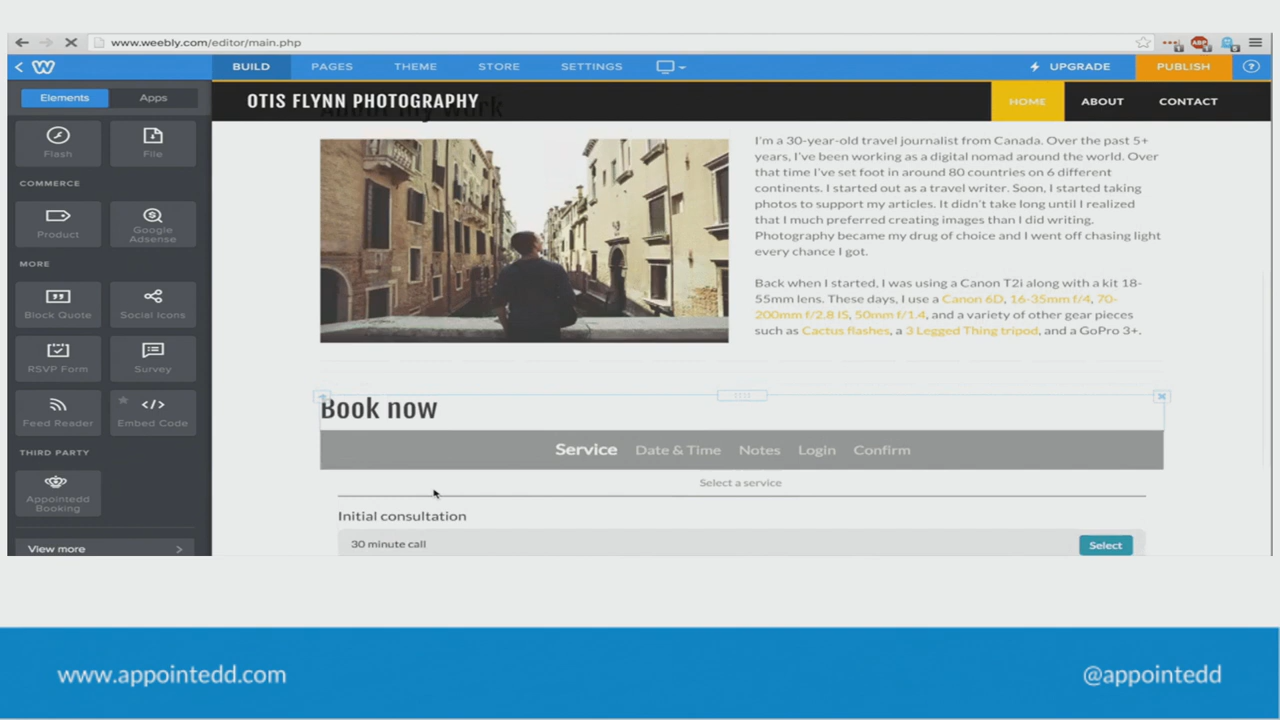 www.weebly.com/editor/main.php
BUILD PAGES THEME STORE SETTINGS UPGRADE PUBLISH ?
Elements Apps
OTIS FLYNN PHOTOGRAPHY
HOME ABOUT CONTACT
About my work
Flash File
COMMERCE
Product Google
Adsense
MORE
Block Quote Social Icons
RSVP Form Survey
Feed Reader Embed Code
THIRD PARTY
Appointedd
Booking
View more
I'm a 30-year-old travel journalist from Canada. Over the past 5+
years, I've been working as a digital nomad around the world. Over
that time I've set foot in around 80 countries on 6 different
continents. I started out as a travel writer. Soon, I started taking
photos to support my articles. It didn't take long until I realized
that I much preferred creating images than I did writing.
Photography became my drug of choice and I went off chasing light
every chance I got.
Back when I started, I was using a Canon T2i along with a kit 18-
55mm lens. These days, I use a Canon 6D, 16-35mm f/4, 70-
200mm f/2.8 IS, 50mm f/1.4, and a variety of other gear pieces
such as Cactus flashes, a 3 Legged Thing tripod, and a GoPro 3+.
Book now
Service Date & Time Notes Login Confirm
Select a service
Initial consultation
30 minute call Select
www.appointedd.com
@appointedd